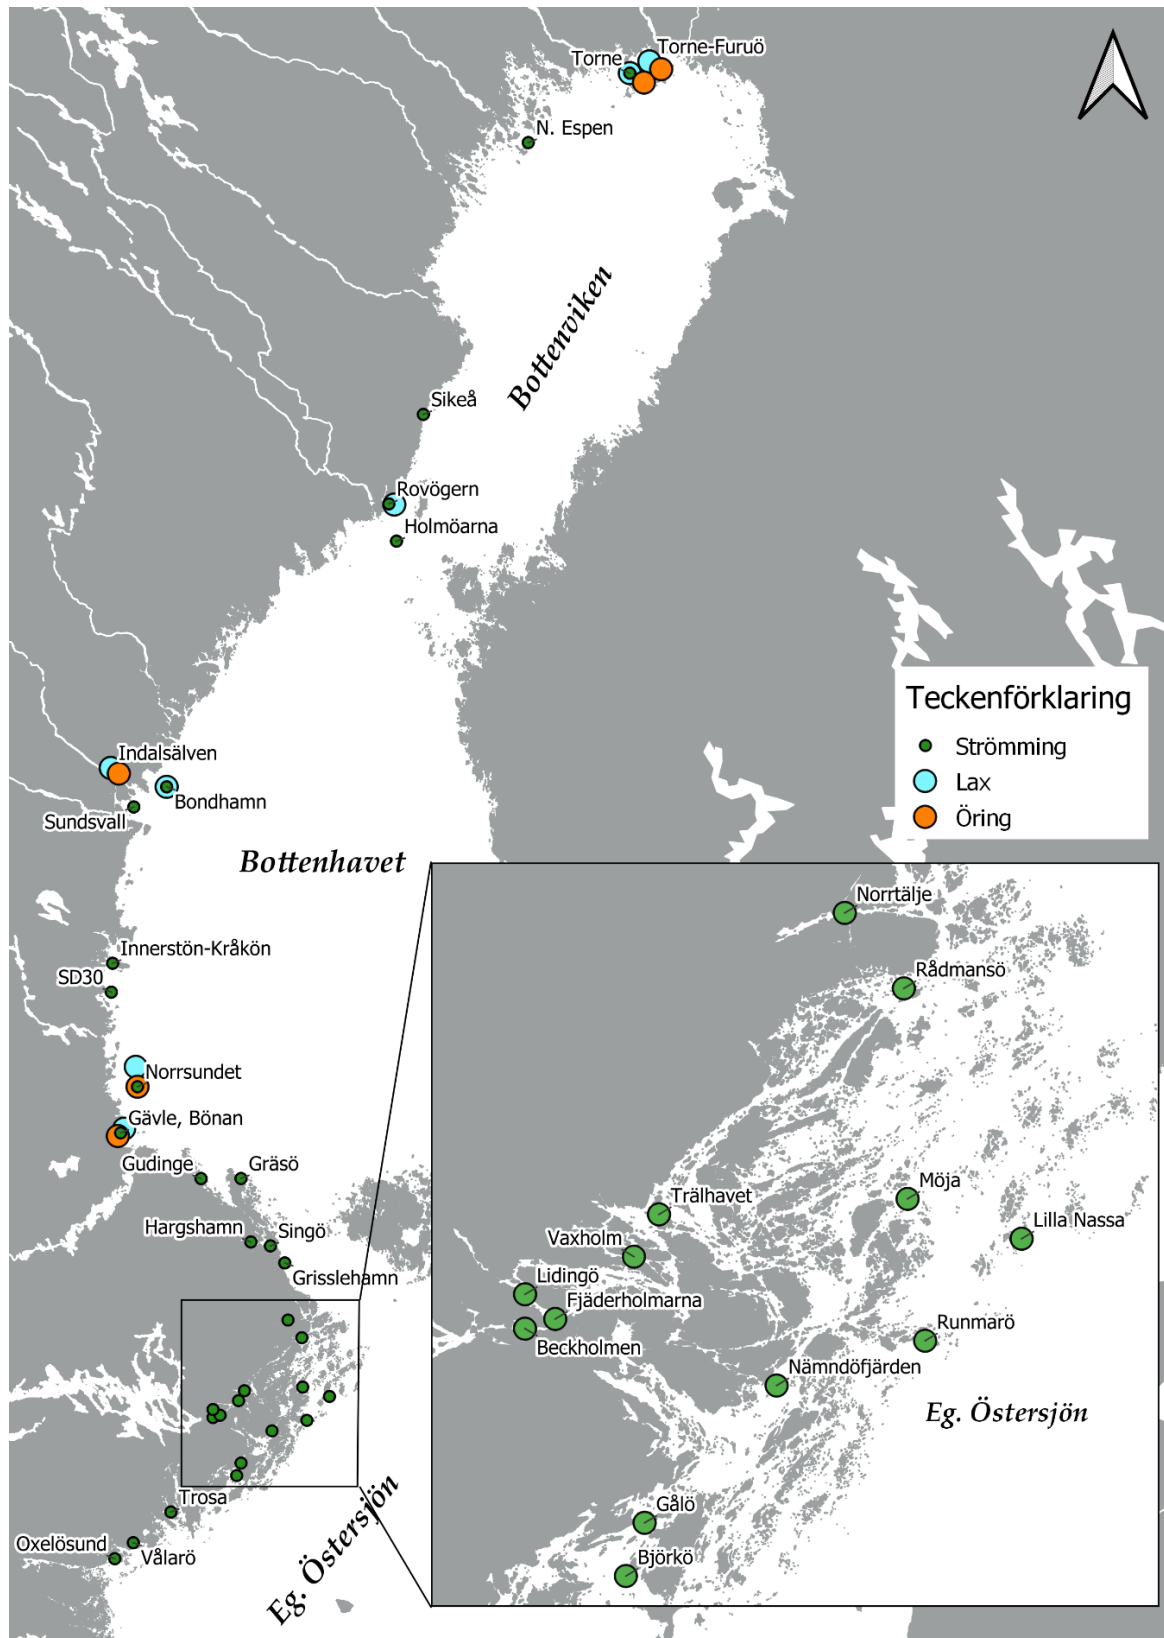 Torne-Furuö
Torne
N. Espen
Bottenviken
Sikeå
Rovögern
Holmöarna
Teckenförklaring
Strömming
Lax
Öring
Indalsälven
Bondhamn
Sundsvall
Bottenhavet
Norrtälje
Innerstön-Kråkön
SD30
Rådmansö
Norrsundet
Gävle, Bönan
Gudinge
Gräsö
Möja
Trälhavet
Lilla Nassa
Hargshamn
Singö
Vaxholm
Grisslehamn
Lidingö
Fjäderholmarna
Runmarö
Beckholmen
Nämndöfjärden
Eg. Östersjön
Trosa
Gålö
Oxelösund
Vålarö
Björkö
Eg. Östersjön